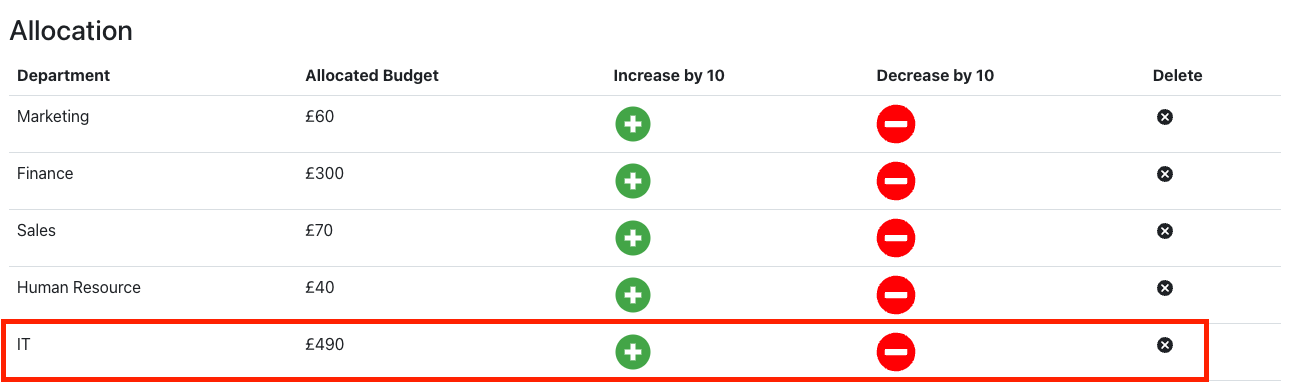 Allocation
Department Allocated Budget Increase by 10 Decrease by 10 Delete
Marketing £60
Finance £300
Sales £70
Human Resource £40
IT £490